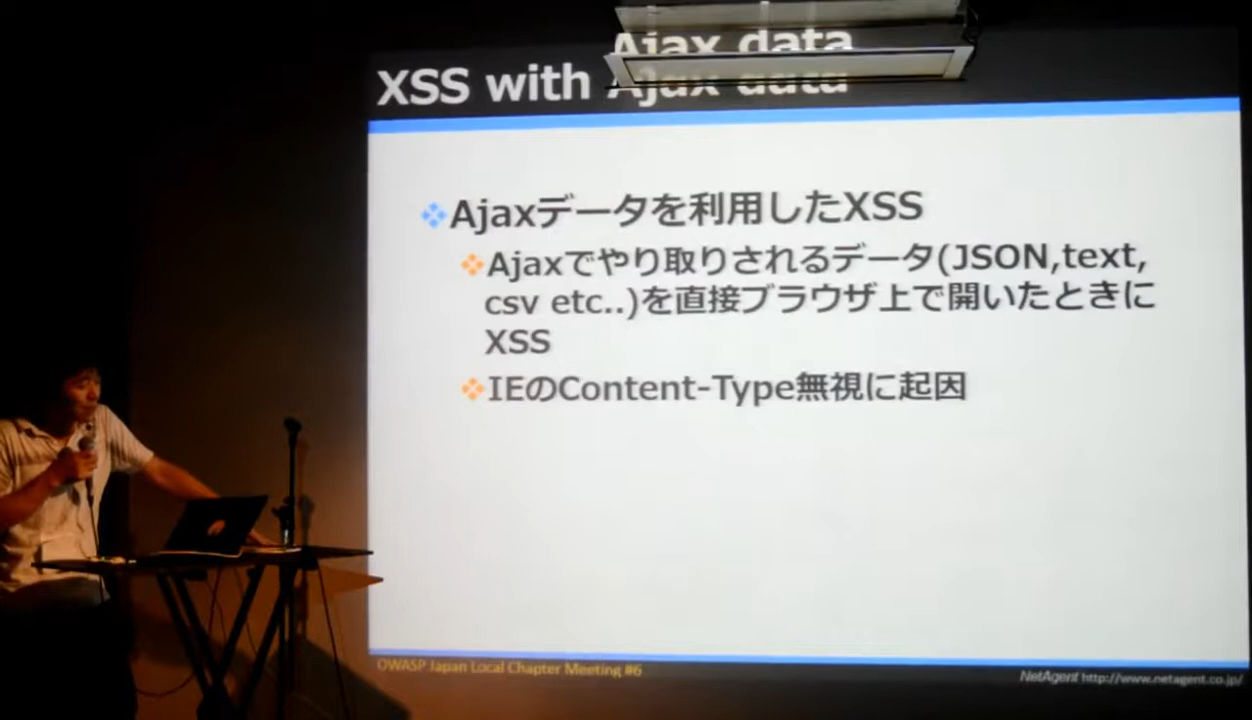 Ajax data
XSS with Ajax data
Ajaxデータを利用したXSS
Ajaxでやり取りされるデータ(JSON,text,
csv etc..)を直接ブラウザ上で開いたときに
XSS
IEのContent-Type無視に起因
OWASP Japan Local Chapter Meeting #6
NetAgent http://www.netagent.co.jp/